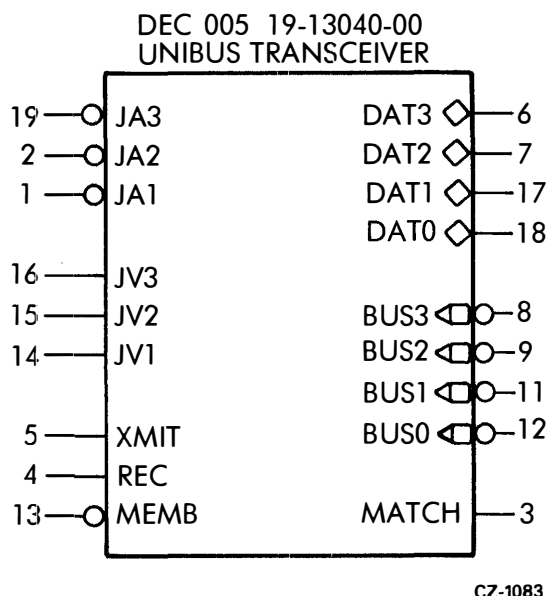 DEC 005 19-13040-00
UNIBUS TRANSCEIVER
19 JA3 DAT3 6
2 JA2 DAT2 7
1 JA1 DAT1 17
DAT0 18
16 JV3
15 JV2 BUS3 8
14 JV1 BUS2 9
BUS1 11
5 XMIT BUS0 12
4 REC
13 MEMB MATCH 3
CZ-1083